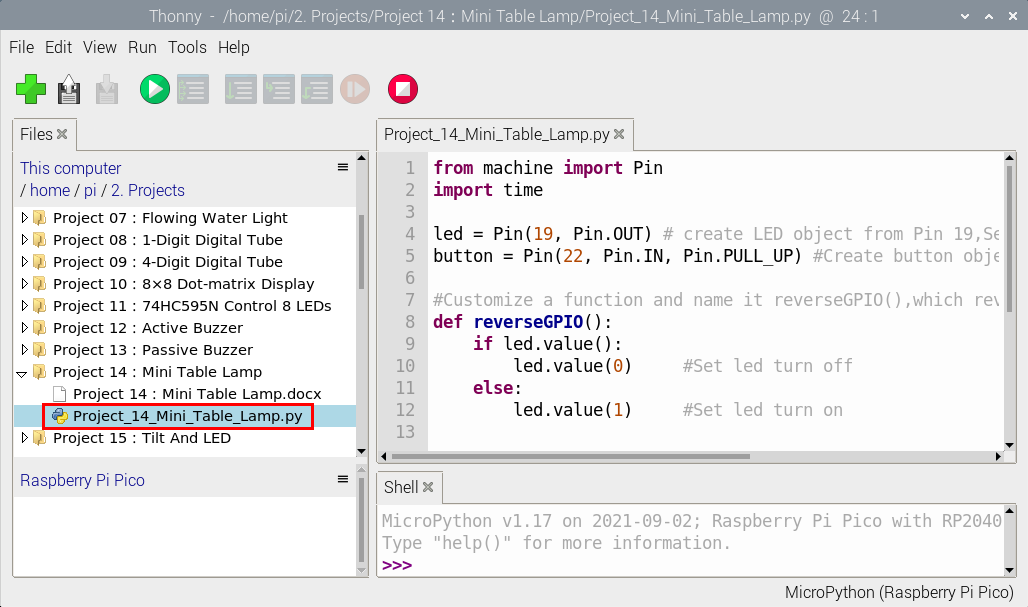 Thonny - /home/pi/2. Projects/Project 14 : Mini Table Lamp/Project_14_Mini_Table_Lamp.py @ 24 : 1
File Edit View Run Tools Help
Files
This computer
/ home / pi / 2. Projects
Project 07 : Flowing Water Light
Project 08 : 1-Digit Digital Tube
Project 09 : 4-Digit Digital Tube
Project 10 : 8×8 Dot-matrix Display
Project 11 : 74HC595N Control 8 LEDs
Project 12 : Active Buzzer
Project 13 : Passive Buzzer
Project 14 : Mini Table Lamp
Project 14 : Mini Table Lamp.docx
Project_14_Mini_Table_Lamp.py
Project 15 : Tilt And LED
Raspberry Pi Pico
Project_14_Mini_Table_Lamp.py
1 from machine import Pin
2 import time
3
4 led = Pin(19, Pin.OUT) # create LED object from Pin 19,Se
5 button = Pin(22, Pin.IN, Pin.PULL_UP) #Create button obje
6
7 #Customize a function and name it reverseGPIO(),which rev
8 def reverseGPIO():
9     if led.value():
10         led.value(0)     #Set led turn off
11     else:
12         led.value(1)     #Set led turn on
13
Shell
MicroPython v1.17 on 2021-09-02; Raspberry Pi Pico with RP2040
Type "help()" for more information.
>>>
MicroPython (Raspberry Pi Pico)